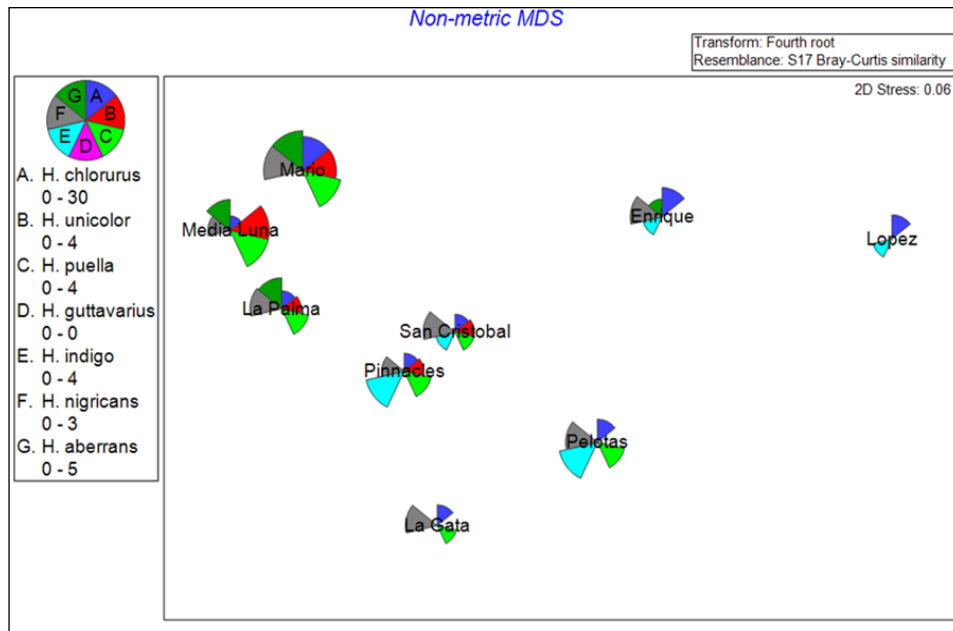 Non-metric MDS
Transform: Fourth root
Resemblance: S17 Bray-Curtis similarity
2D Stress: 0.06
G A
F B
E C
D
A. H. chlorurus
0 - 30
B. H. unicolor
0 - 4
C. H. puella
0 - 4
D. H. guttavarius
0 - 0
E. H. indigo
0 - 4
F. H. nigricans
0 - 3
G. H. aberrans
0 - 5
Mario
Media Luna
Enrique
Lopez
La Palma
San Cristobal
Pinnacles
Pelotas
La Gata